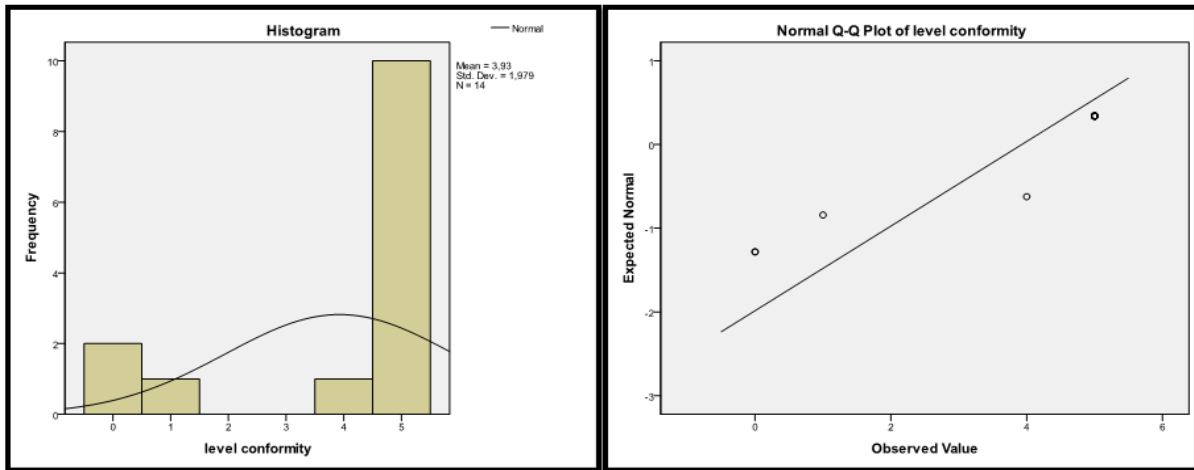 Histogram
Normal
Mean = 3,93
Std. Dev. = 1,979
N = 14
10
8
6
4
2
0
Frequency
0 1 2 3 4 5
level conformity
Normal Q-Q Plot of level conformity
1
0
-1
-2
-3
Expected Normal
0 2 4 6
Observed Value